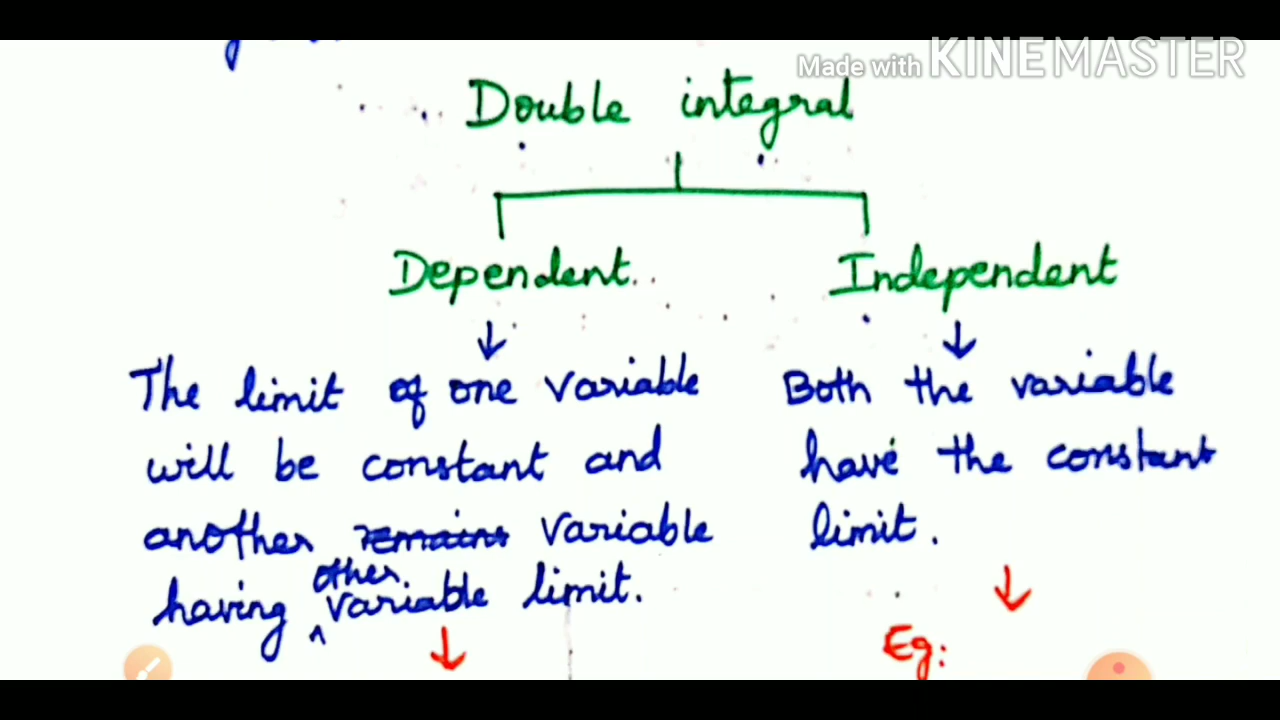 Made with KINEMASTER
Double integral
Dependent
Independent
The limit of one variable
will be constant and
another remains variable
having other variable limit.
Both the variable
have the constant
limit.
Eg: